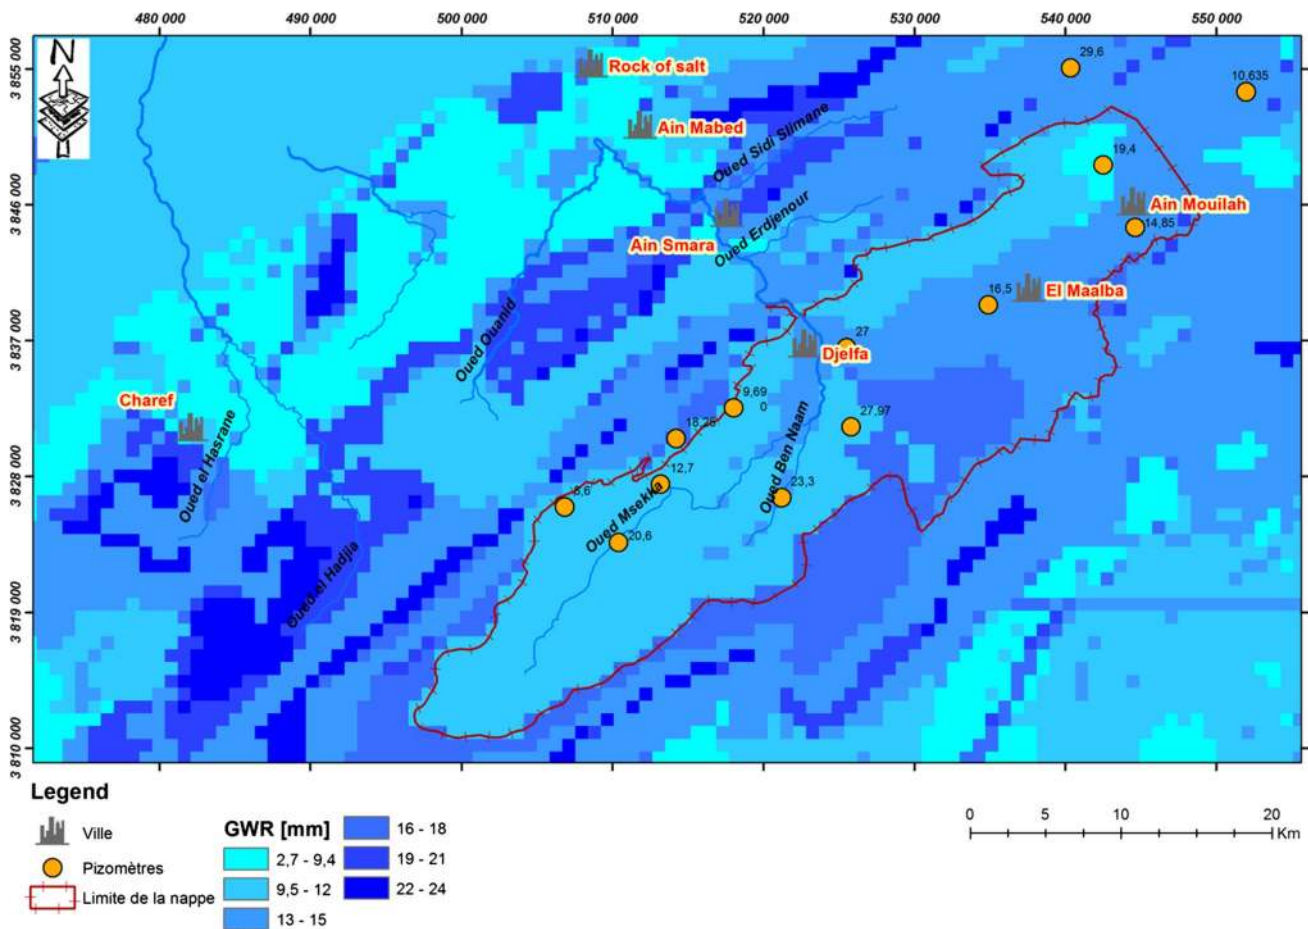 480 000 490 000 500 000 510 000 520 000 530 000 540 000 550 000
3 855 000
3 846 000
3 837 000
3 828 000
3 819 000
3 810 000
N
Rock of salt
29,6
10,635
Ain Mabed
Oued Sidi Slimane
19,4
Ain Mouilah
14,85
Ain Smara
Oued Erdjenour
El Maalba
16,5
Oued Ouanid
27
Djelfa
Charef
9,69
0
Oued el Hasrane
18,25
27,97
Oued Ben Naam
12,7
23,3
6,6
Oued Msekka
20,6
Oued el Hadjia
Legend
Ville
Pizomètres
Limite de la nappe
GWR [mm]
2,7 - 9,4
9,5 - 12
13 - 15
16 - 18
19 - 21
22 - 24
0 5 10 20
Km